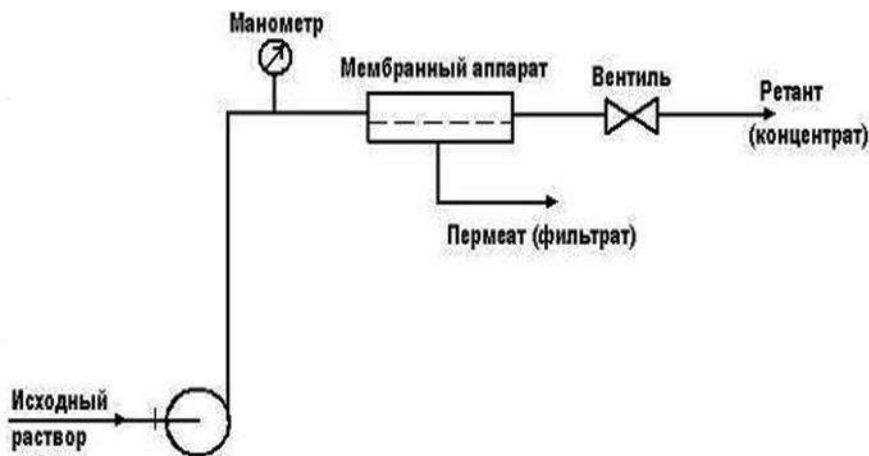 Манометр
Мембранный аппарат
Вентиль
Ретант
(концентрат)
Пермеат (фильтрат)
Исходный
раствор